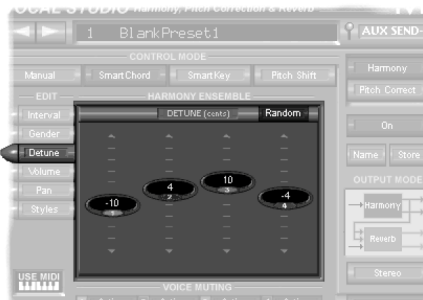 OCAL STUDIO Harmony, Pitch Correction & Reverb
1 BlankPreset1
AUX SEND
CONTROL MODE
Manual SmartChord SmartKey Pitch Shift
Harmony
Pitch Correct
EDIT
HARMONY ENSEMBLE
Interval
DETUNE (cents) Random
On
Gender
Detune
Name Store
Volume
4 10
2 3
Pan
OUTPUT MODE
-10 -4
1 4
Styles
Harmony
Reverb
USE MIDI
Stereo
VOICE MUTING